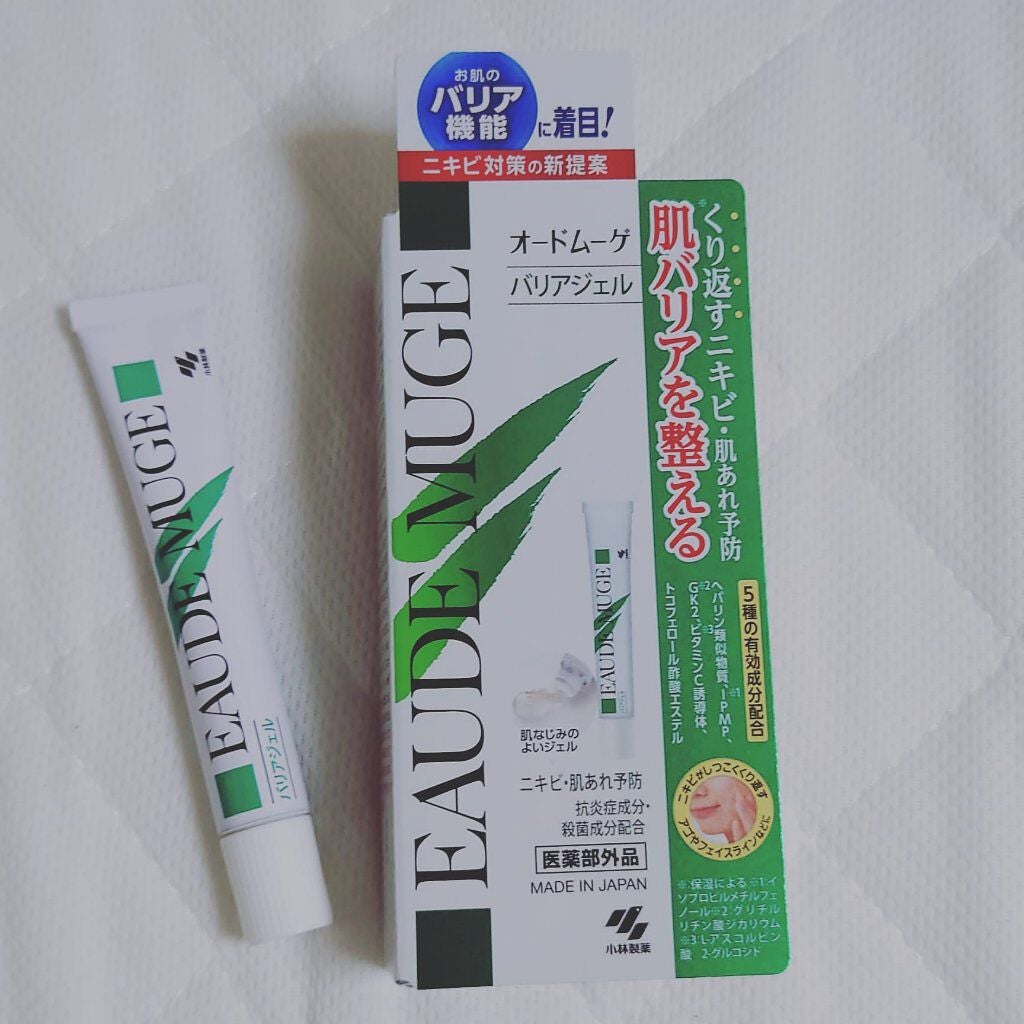 お肌の
バリア
機能
に着目!
ニキビ対策の新提案
オードムーゲ
バリアジェル
EAUDE MUGE
※くり返すニキビ・肌あれ予防
肌バリアを整える
5種の有効成分配合
ヘパリン類似物質、IPMP※1、
GK2※2、ビタミンC誘導体※3、
トコフェロール酢酸エステル
ニキビがしつこくくり返す
アゴやフェイスラインなどに
※:保湿による ※1:イ
ソプロピルメチルフェ
ノール※2:グリチル
リチン酸ジカリウム
※3:L-アスコルビン
酸 2-グルコシド
EAUDE MUGE
肌なじみの
よいジェル
ニキビ・肌あれ予防
抗炎症成分・
殺菌成分配合
医薬部外品
MADE IN JAPAN
小林製薬
小林製薬
EAUDE MUGE
バリアジェル